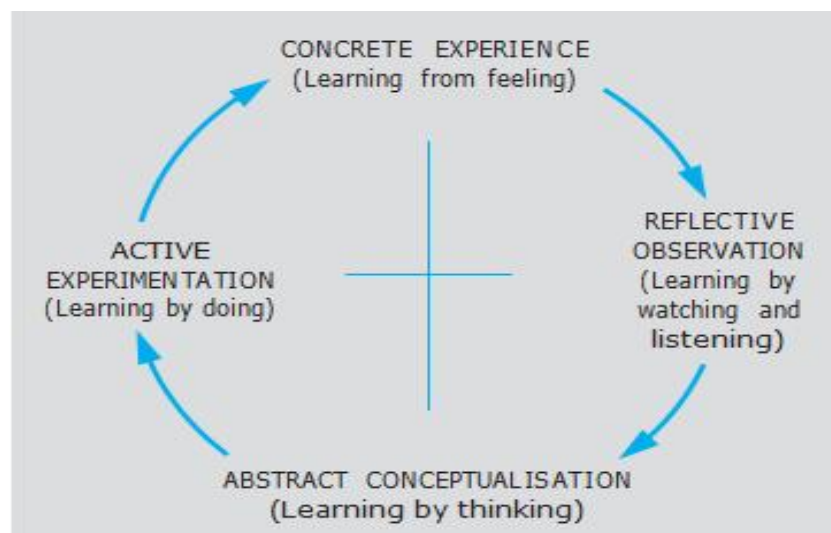 CONCRETE EXPERIENCE
(Learning from feeling)
REFLECTIVE
OBSERVATION
(Learning by
watching and
listening)
ABSTRACT CONCEPTUALISATION
(Learning by thinking)
ACTIVE
EXPERIMENTATION
(Learning by doing)